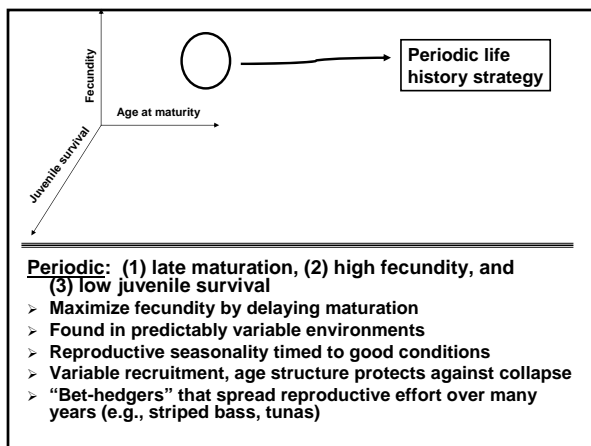 Fecundity
Periodic life
history strategy
Age at maturity
Juvenile survival
Periodic: (1) late maturation, (2) high fecundity, and
(3) low juvenile survival
➢ Maximize fecundity by delaying maturation
➢ Found in predictably variable environments
➢ Reproductive seasonality timed to good conditions
➢ Variable recruitment, age structure protects against collapse
➢ “Bet-hedgers” that spread reproductive effort over many
years (e.g., striped bass, tunas)